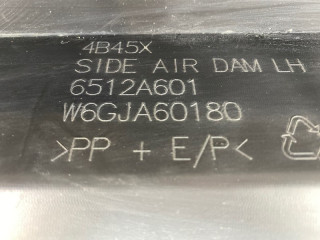 4B45X
SIDE AIR DAM LH
6512A601
W6GJA60180
>PP + E/P<